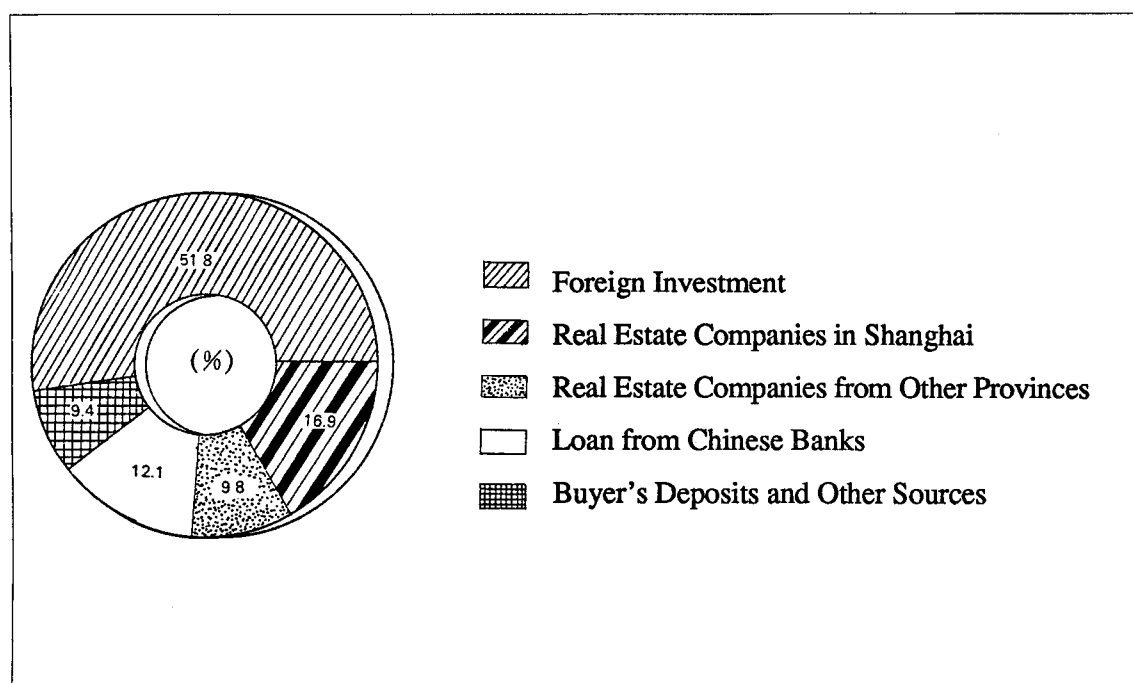 51.8
(%)
9.4
16.9
12.1
9.8
Foreign Investment
Real Estate Companies in Shanghai
Real Estate Companies from Other Provinces
Loan from Chinese Banks
Buyer's Deposits and Other Sources